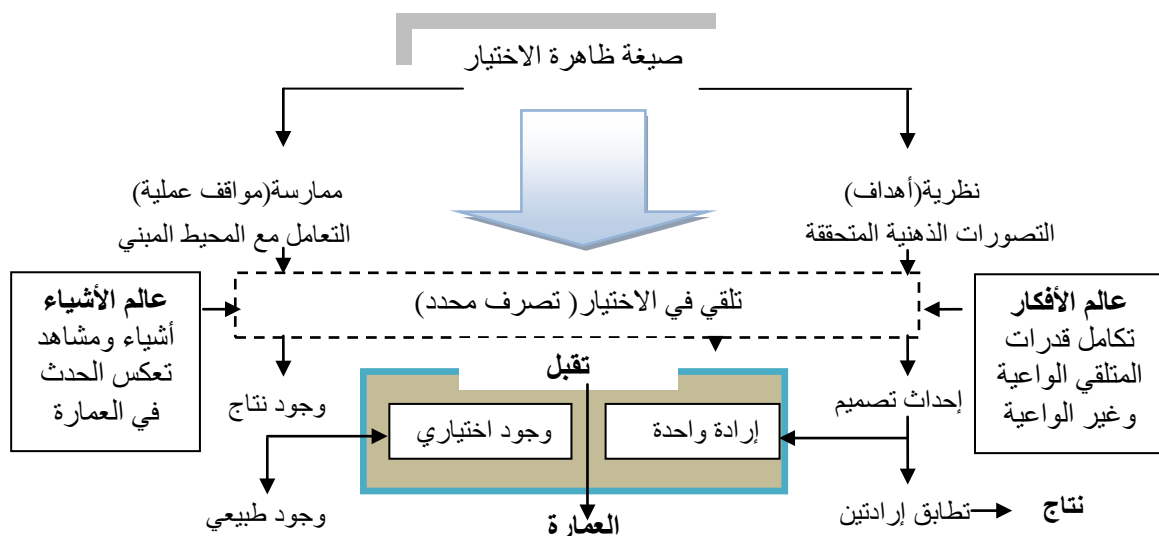 صيغة ظاهرة الاختيار
نظرية(أهداف)
التصورات الذهنية المتحققة
ممارسة(مواقف عملية)
التعامل مع المحيط المبني
عالم الأفكار
تكامل قدرات
المتلقي الواعية
وغير الواعية
تلقي في الاختيار( تصرف محدد)
عالم الأشياء
أشياء ومشاهد
تعكس الحدث
في العمارة
إحداث تصميم
تقبل
وجود نتاج
إرادة واحدة
وجود اختياري
نتاج
تطابق إرادتين
العمارة
وجود طبيعي